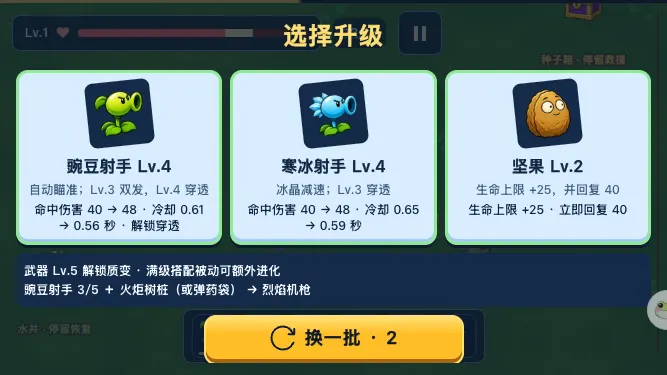 Lv.1
选择升级
种子箱·停留救援
豌豆射手 Lv.4
自动瞄准；Lv.3 双发，Lv.4 穿透
命中伤害 40 → 48 · 冷却 0.61
→ 0.56 秒 · 解锁穿透
寒冰射手 Lv.4
冰晶减速；Lv.3 穿透
命中伤害 40 → 48 · 冷却 0.65
→ 0.59 秒
坚果 Lv.2
生命上限 +25，并回复 40
生命上限 +25 · 立即回复 40
武器 Lv.5 解锁质变 · 满级搭配被动可额外进化
豌豆射手 3/5 + 火炬树桩（或弹药袋） → 烈焰机枪
水井·停留恢复
换一批 · 2